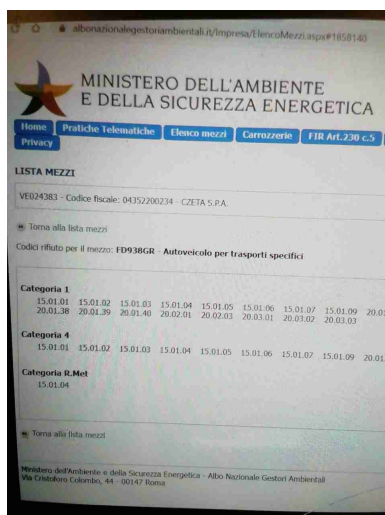 albonazionalegestoriambientali.it/Impresa/ElencoMezzi.aspx#1858140
MINISTERO DELL'AMBIENTE
E DELLA SICUREZZA ENERGETICA
Home Pratiche Telematiche Elenco mezzi Carrozzerie FIR Art.230 c.5
Privacy
LISTA MEZZI
VE024383 - Codice fiscale: 04352200234 - CZETA S.P.A.
Torna alla lista mezzi
Codici rifiuto per il mezzo: FD938GR - Autoveicolo per trasporti specifici
Categoria 1
15.01.01 15.01.02 15.01.03 15.01.04 15.01.05 15.01.06 15.01.07 15.01.09
20.01.38 20.01.39 20.01.40 20.02.01 20.02.03 20.03.01 20.03.02 20.03.03
Categoria 4
15.01.01 15.01.02 15.01.03 15.01.04 15.01.05 15.01.06 15.01.07 15.01.09
Categoria R.Met
15.01.04
Torna alla lista mezzi
Ministero dell'Ambiente e della Sicurezza Energetica - Albo Nazionale Gestori Ambientali
Via Cristoforo Colombo, 44 - 00147 Roma